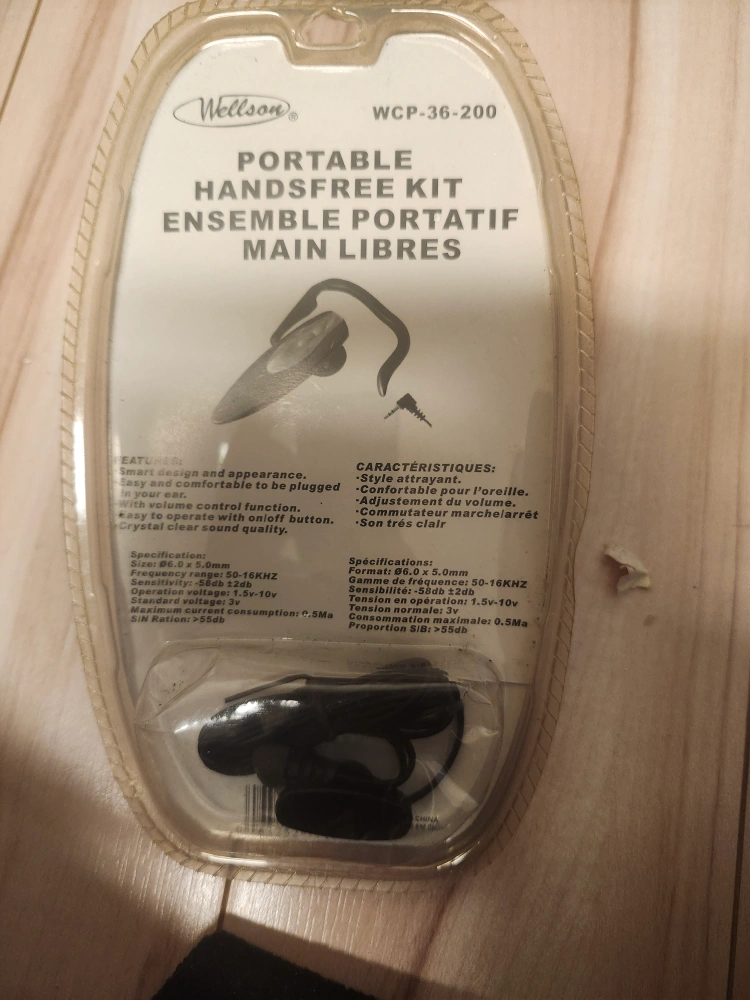 Wellson®
WCP-36-200
PORTABLE
HANDSFREE KIT
ENSEMBLE PORTATIF
MAIN LIBRES
FEATURES:
·Smart design and appearance.
·Easy and comfortable to be plugged
in your ear.
·With volume control function.
·Easy to operate with on/off button.
·Crystal clear sound quality.
CARACTÉRISTIQUES:
·Style attrayant.
·Confortable pour l'oreille.
·Adjustement du volume.
·Commutateur marche/arrêt
·Son trés clair
Specification:
Size: Ø6.0 x 5.0mm
Frequency range: 50-16KHZ
Sensitivity: -58db ±2db
Operation voltage: 1.5v-10v
Standard voltage: 3v
Maximum current consumption: 0.5Ma
S/N Ration: >55db
Spécifications:
Format: Ø6.0 x 5.0mm
Gamme de fréquence: 50-16KHZ
Sensibilité: -58db ±2db
Tension en opération: 1.5v-10v
Tension normale: 3v
Consommation maximale: 0.5Ma
Proportion S/B: >55db
CHINA